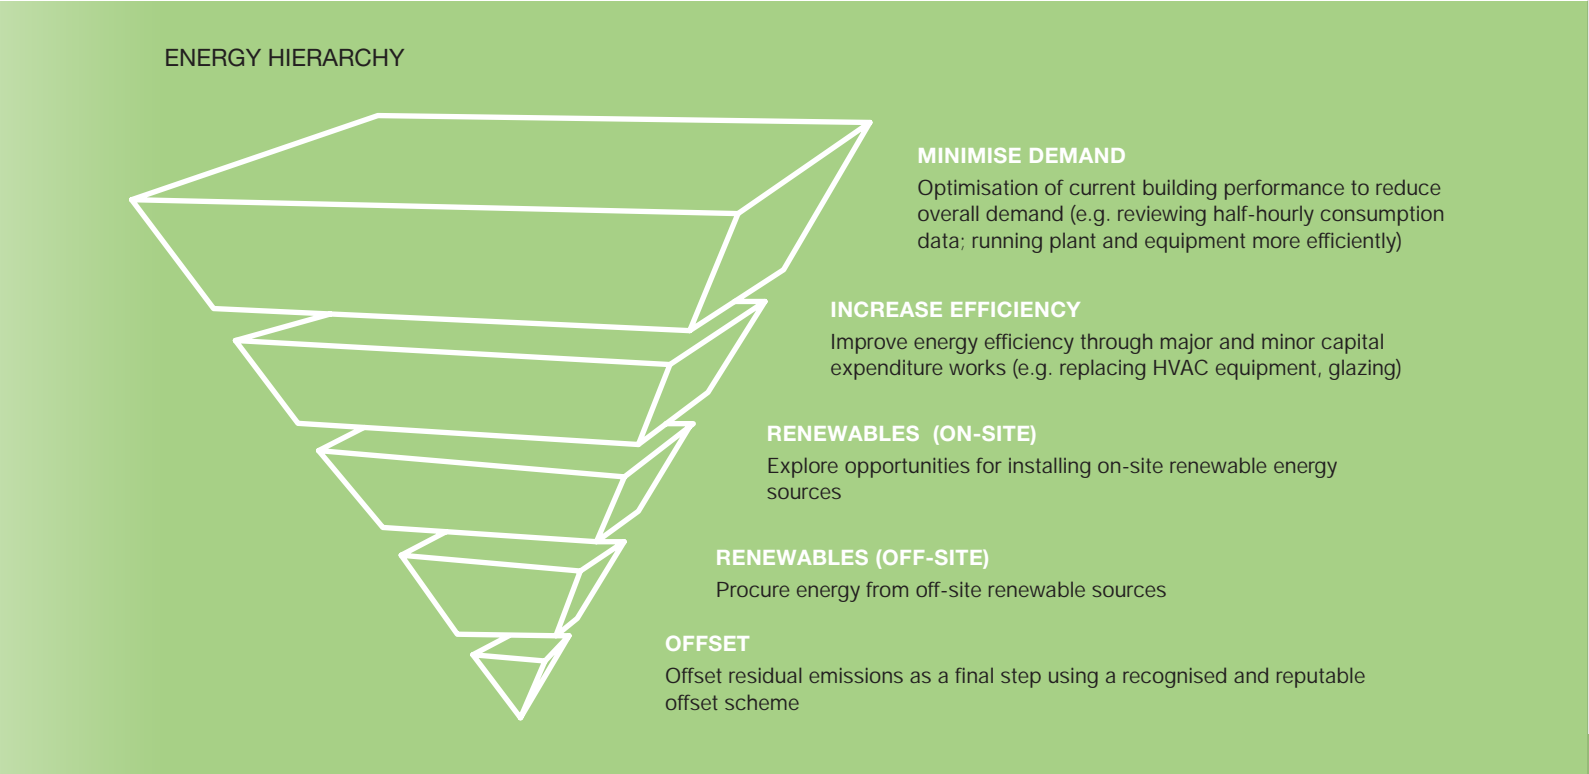 ENERGY HIERARCHY
MINIMISE DEMAND
Optimisation of current building performance to reduce
overall demand (e.g. reviewing half-hourly consumption
data; running plant and equipment more efficiently)
INCREASE EFFICIENCY
Improve energy efficiency through major and minor capital
expenditure works (e.g. replacing HVAC equipment, glazing)
RENEWABLES (ON-SITE)
Explore opportunities for installing on-site renewable energy
sources
RENEWABLES (OFF-SITE)
Procure energy from off-site renewable sources
OFFSET
Offset residual emissions as a final step using a recognised and reputable
offset scheme